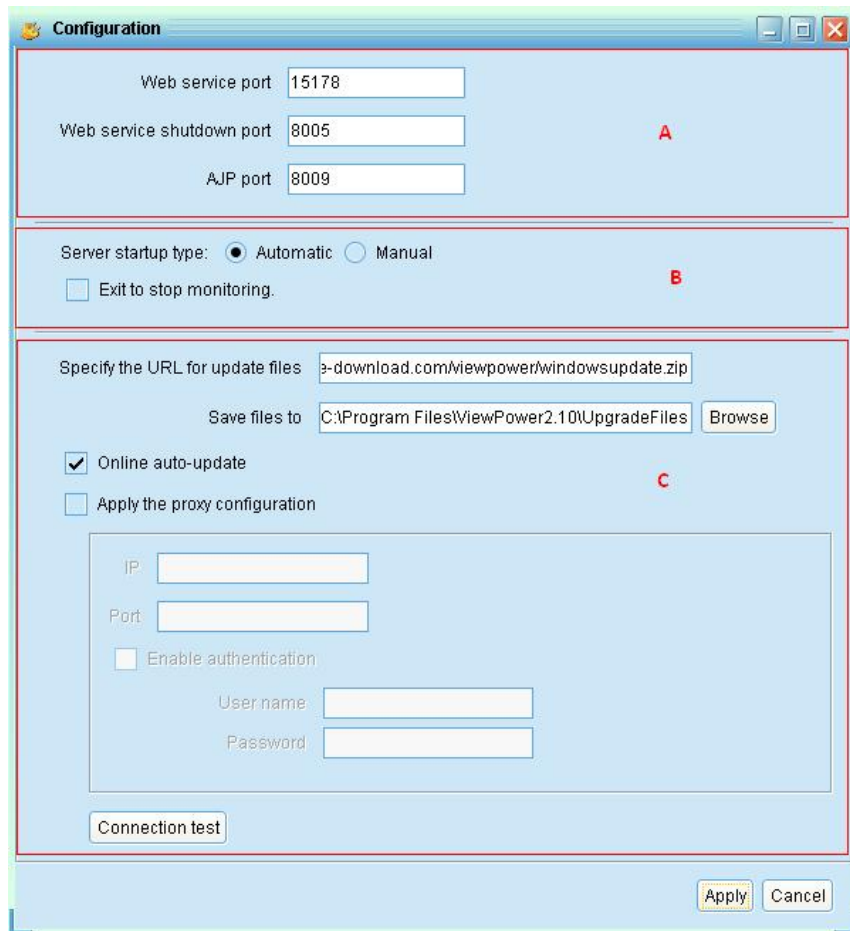 Configuration
Web service port 15178
Web service shutdown port 8005
A
AJP port 8009
Server startup type: Automatic Manual
B
Exit to stop monitoring.
Specify the URL for update files e-download.com/viewpower/windowsupdate.zip
Save files to C:\Program Files\ViewPower2.10\UpgradeFiles Browse
Online auto-update
C
Apply the proxy configuration
IP
Port
Enable authentication
User name
Password
Connection test
Apply Cancel